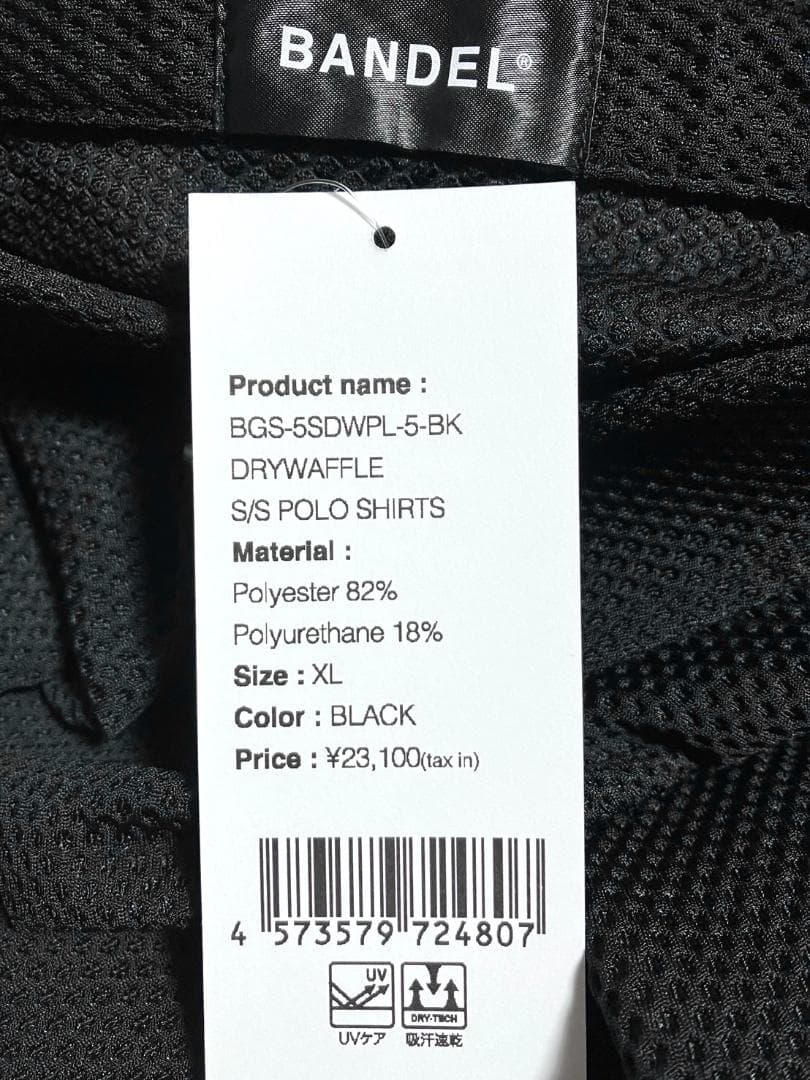 BANDEL®
Product name :
BGS-5SDWPL-5-BK
DRYWAFFLE
S/S POLO SHIRTS
Material :
Polyester 82%
Polyurethane 18%
Size : XL
Color : BLACK
Price : ¥23,100(tax in)
4 573579 724807
UV
DRY-TECH
UVケア 吸汗速乾